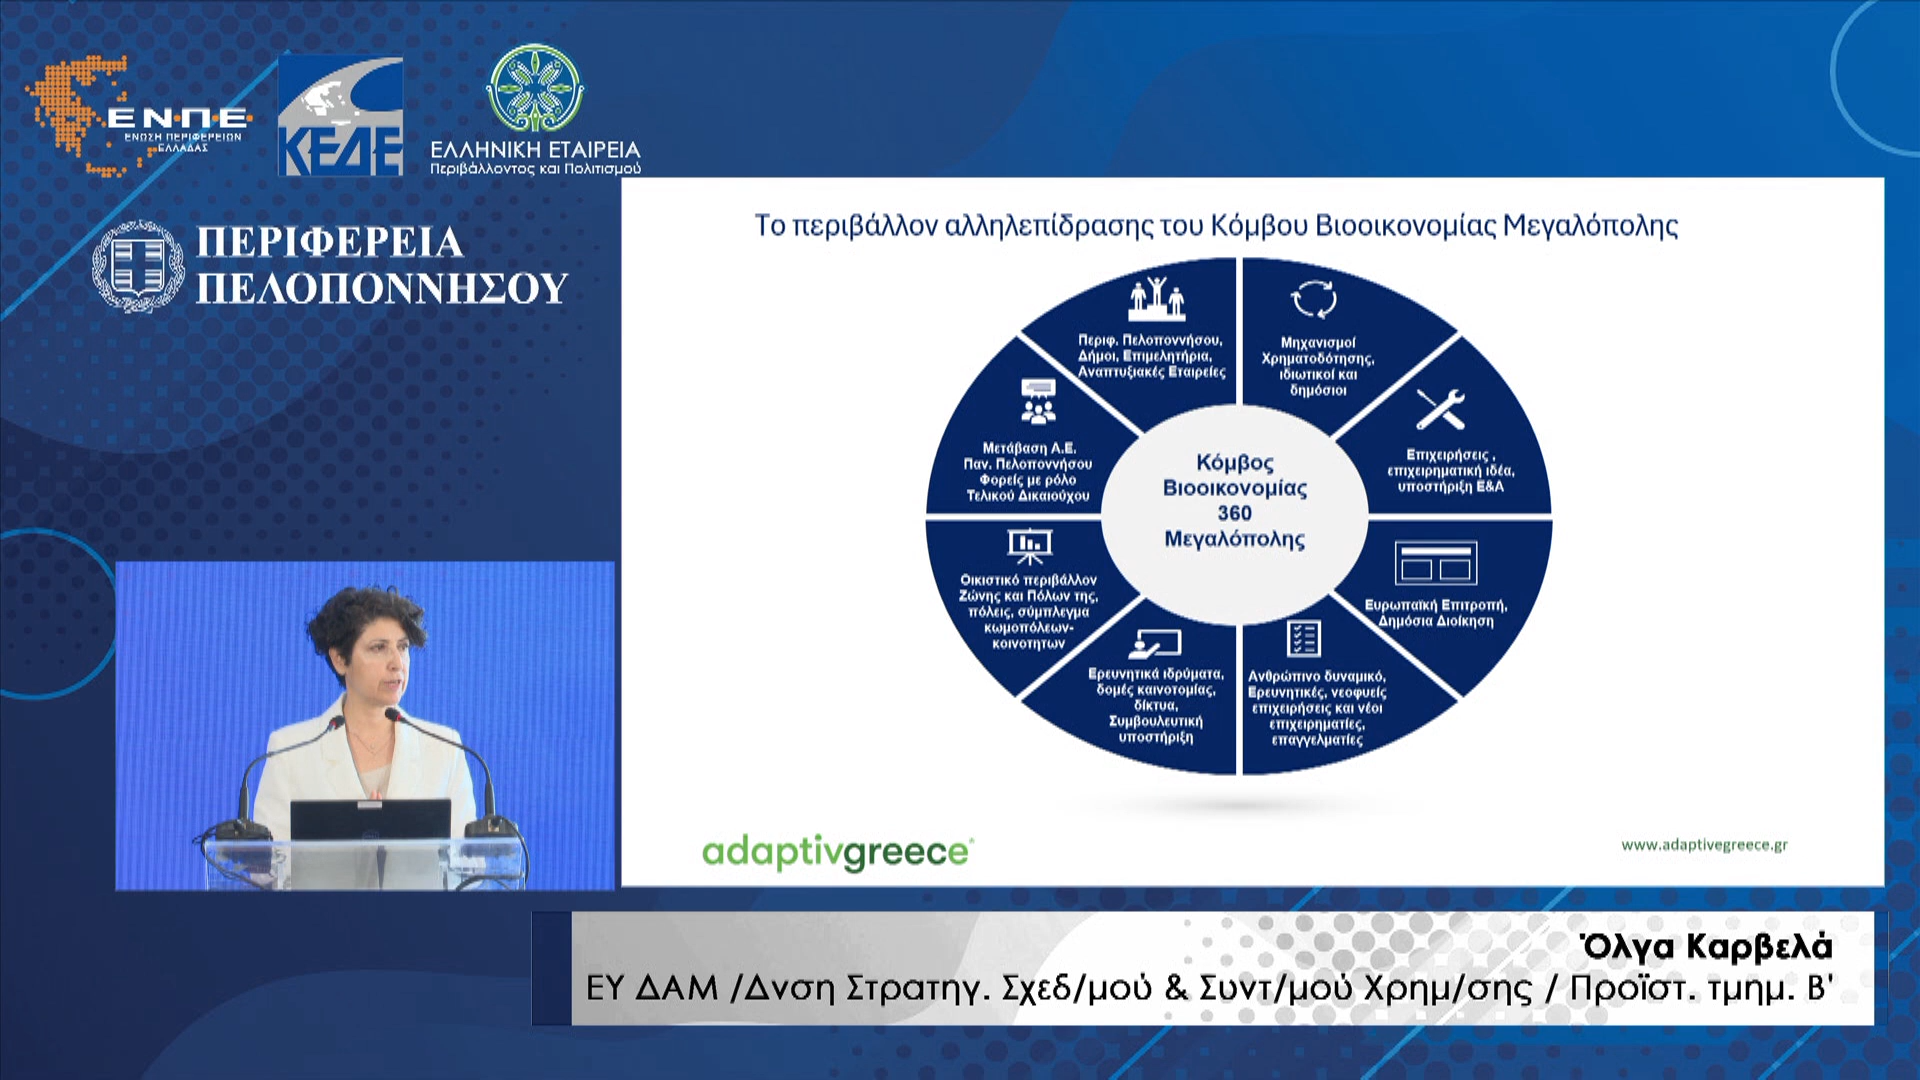 ΕΝΠΕ
ΕΝΩΣΗ ΠΕΡΙΦΕΡΕΙΩΝ
ΕΛΛΑΔΑΣ
ΚΕΔΕ
ΕΛΛΗΝΙΚΗ ΕΤΑΙΡΕΙΑ
Περιβάλλοντος και Πολιτισμού
ΠΕΡΙΦΕΡΕΙΑ
ΠΕΛΟΠΟΝΝΗΣΟΥ
Το περιβάλλον αλληλεπίδρασης του Κόμβου Βιοοικονομίας Μεγαλόπολης
Περιφ. Πελοποννήσου,
Δήμοι, Επιμελητήρια,
Αναπτυξιακές Εταιρείες
Μηχανισμοί
Χρηματοδότησης,
ιδιωτικοί και
δημόσιοι
Επιχειρήσεις ,
επιχειρηματική ιδέα,
υποστήριξη Ε&Α
Ευρωπαϊκή Επιτροπή,
Δημόσια Διοίκηση
Ανθρώπινο δυναμικό,
Ερευνητικές, νεοφυείς
επιχειρήσεις και νέοι
επιχειρηματίες,
επαγγελματίες
Ερευνητικά ιδρύματα,
δομές καινοτομίας,
δίκτυα,
Συμβουλευτική
υποστήριξη
Οικιστικό περιβάλλον
Ζώνης και Πόλων της,
πόλεις, σύμπλεγμα
κωμοπόλεων-
κοινοτητων
Μετάβαση Α.Ε.
Παν. Πελοποννήσου
Φορείς με ρόλο
Τελικού Δικαιούχου
Κόμβος
Βιοοικονομίας
360
Μεγαλόπολης
adaptivgreece
www.adaptivegreece.gr
Όλγα Καρβελά
ΕΥ ΔΑΜ /Δνση Στρατηγ. Σχεδ/μού & Συντ/μού Χρημ/σης / Προϊστ. τμημ. Β'